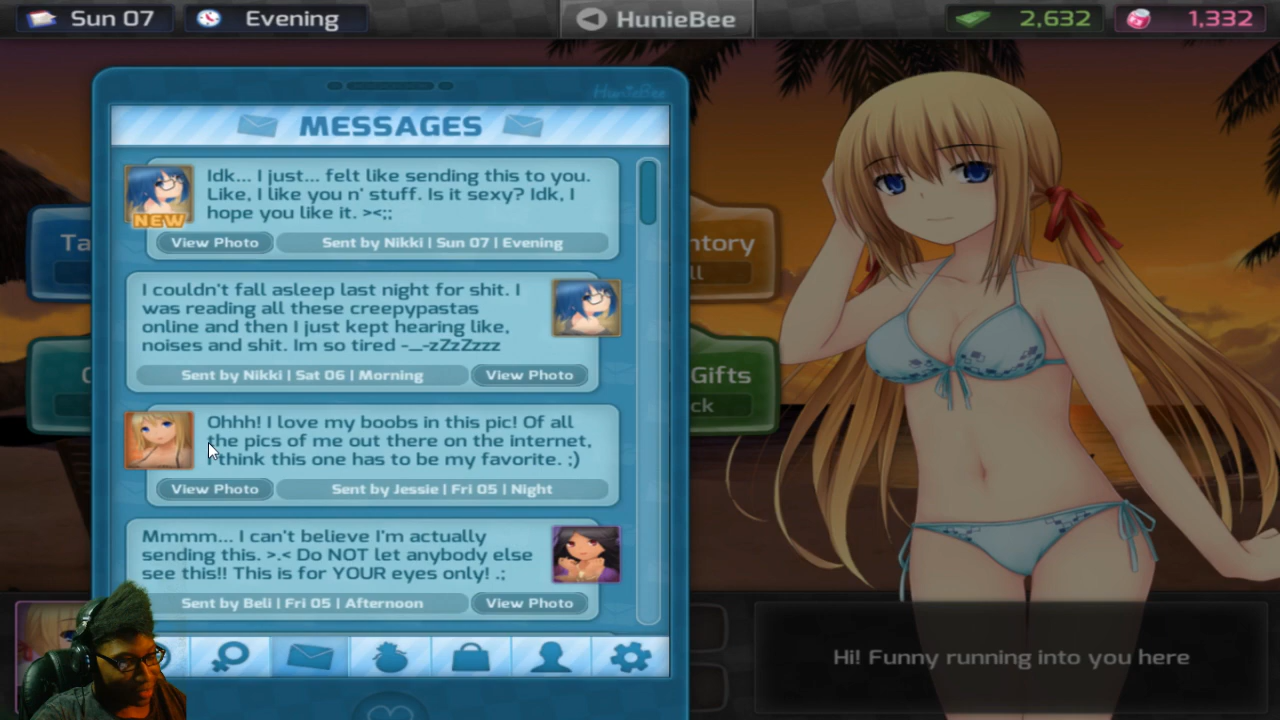 Sun 07
Evening
HunieBee
2,632
1,332
HunieBee
MESSAGES
Idk... I just... felt like sending this to you.
Like, I like you n' stuff. Is it sexy? Idk, I
hope you like it. ><;;
NEW
View Photo
Sent by Nikki | Sun 07 | Evening
I couldn't fall asleep last night for shit. I
was reading all these creepypastas
online and then I just kept hearing like,
noises and shit. Im so tired -__-zZzZzzz
Sent by Nikki | Sat 06 | Morning
View Photo
Ohhh! I love my boobs in this pic! Of all
the pics of me out there on the internet,
I think this one has to be my favorite. ;)
View Photo
Sent by Jessie | Fri 05 | Night
Mmmm... I can't believe I'm actually
sending this. >.< Do NOT let anybody else
see this!! This is for YOUR eyes only! .;
Sent by Beli | Fri 05 | Afternoon
View Photo
Ta
ntory
ll
Gifts
ck
Hi! Funny running into you here